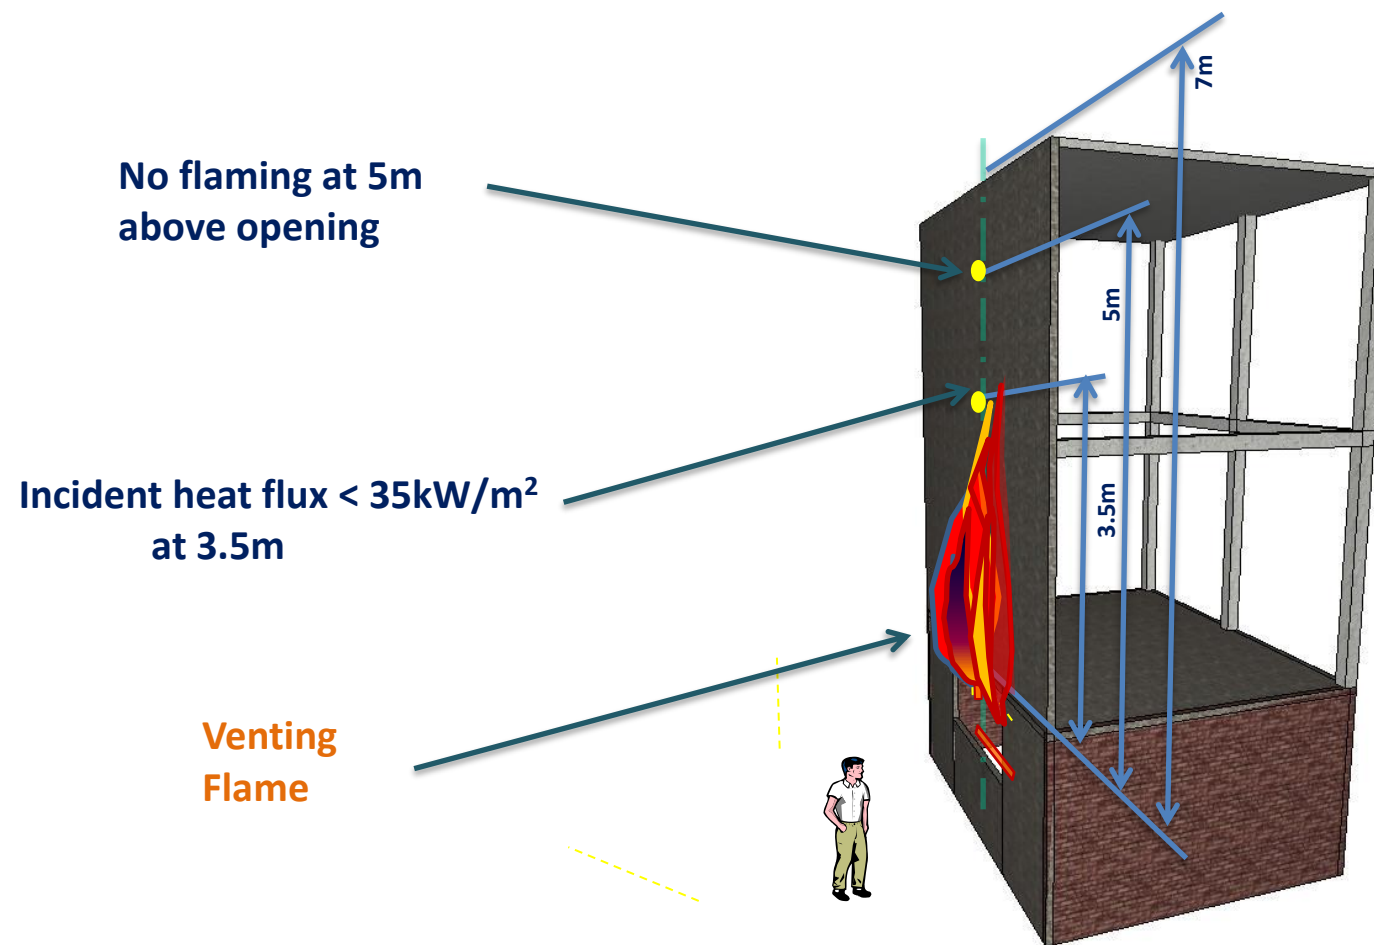 No flaming at 5m
above opening
Incident heat flux < 35kW/m²
at 3.5m
Venting
Flame
7m
5m
3.5m